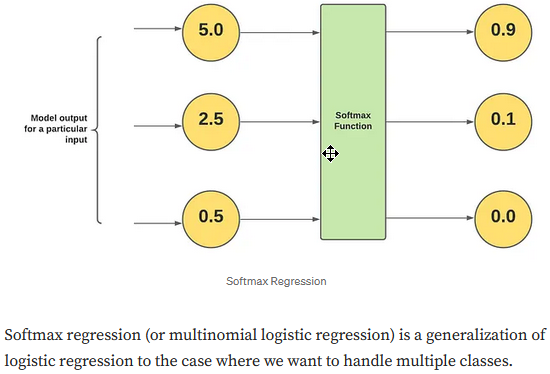 5.0
0.9
Model output
for a particular
input
2.5
Softmax
Function
0.1
0.5
0.0
Softmax Regression
Softmax regression (or multinomial logistic regression) is a generalization of
logistic regression to the case where we want to handle multiple classes.